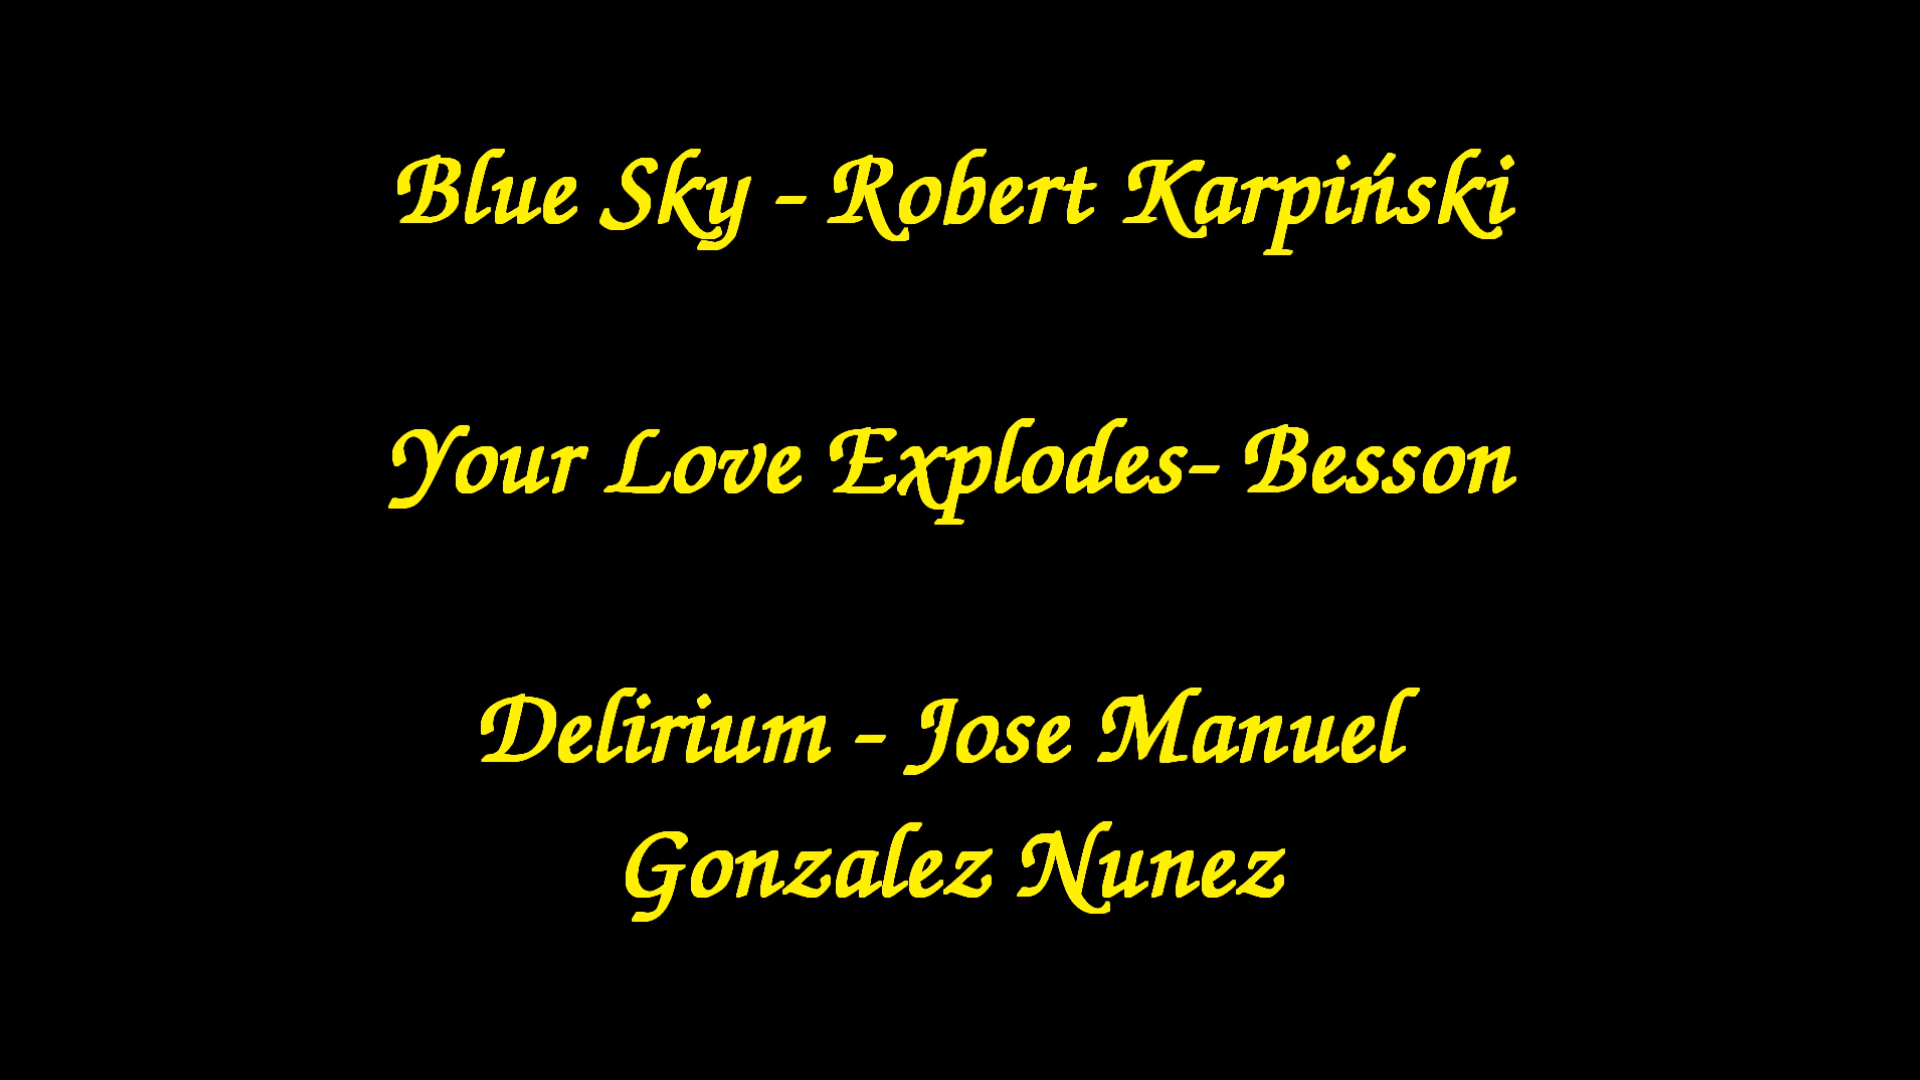 Blue Sky - Robert Karpiński
Your Love Explodes- Besson
Delirium - Jose Manuel
Gonzalez Nunez